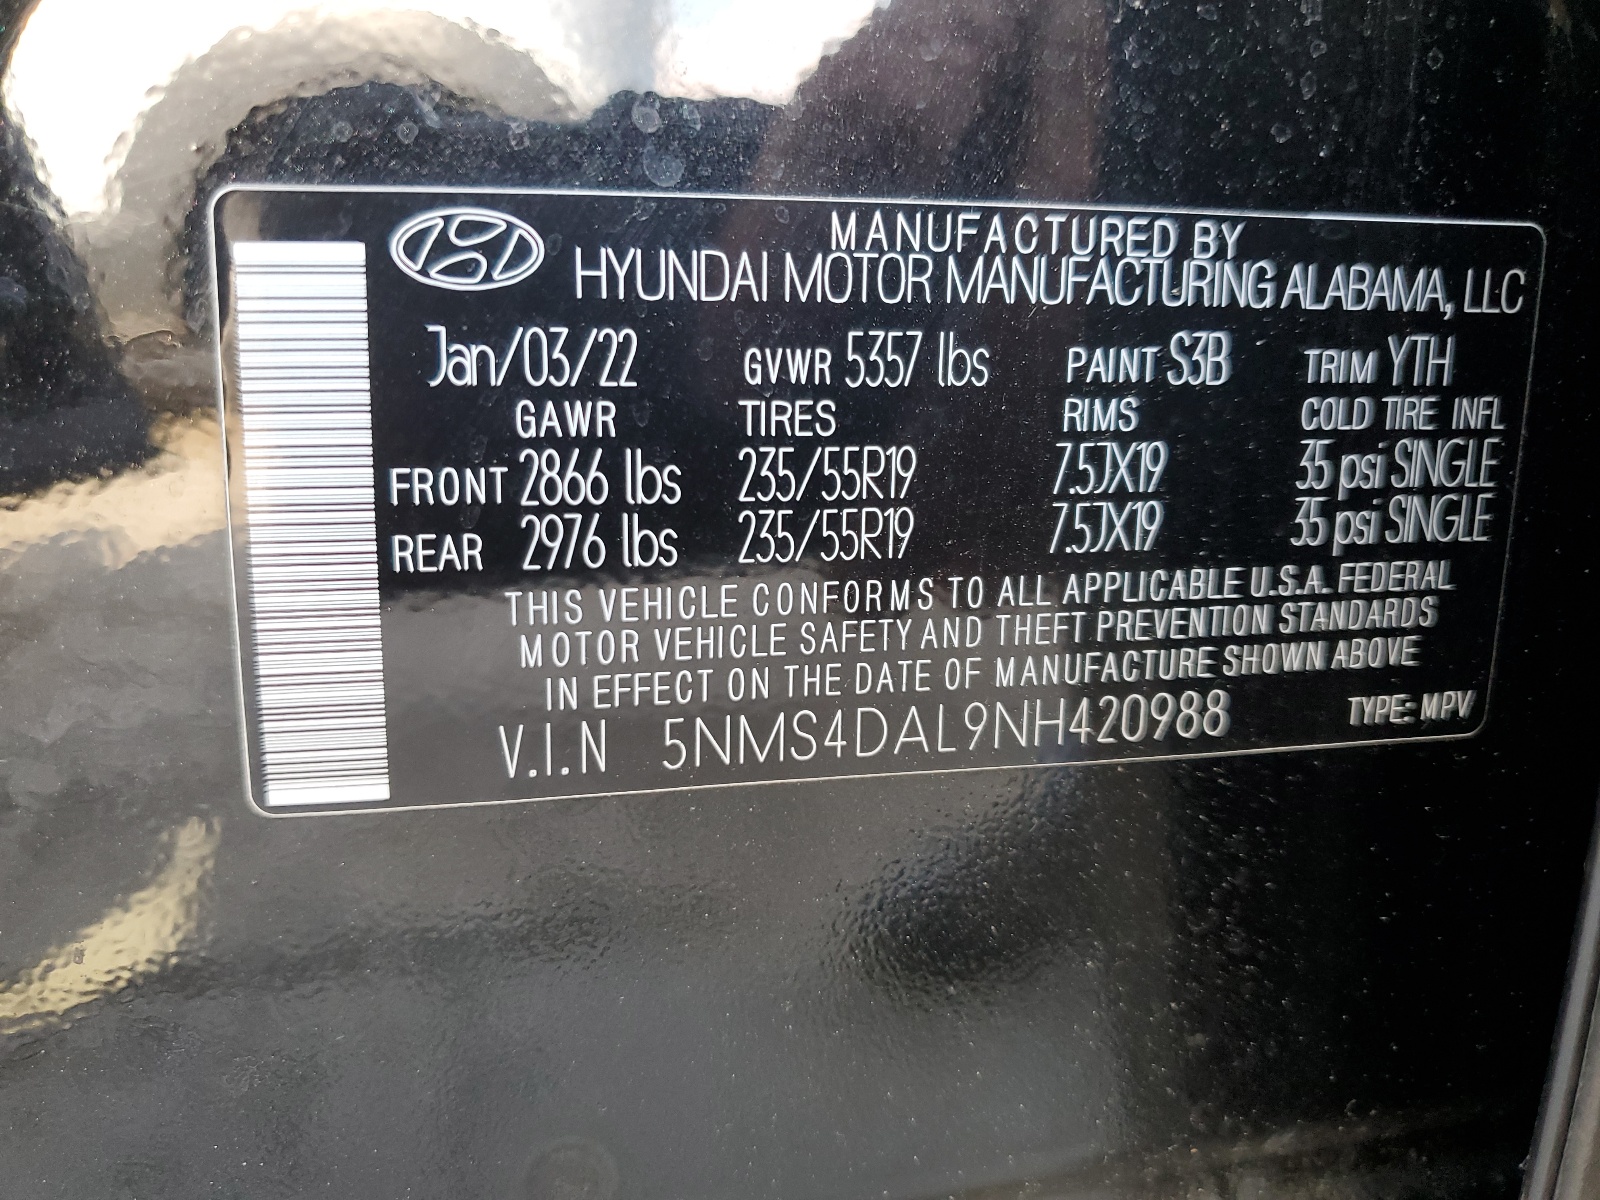 MANUFACTURED BY
HYUNDAI MOTOR MANUFACTURING ALABAMA, LLC
Jan/03/22 GVWR 5357 lbs PAINT S3B TRIM YTH
GAWR TIRES RIMS COLD TIRE INFL
FRONT 2866 lbs 235/55R19 7.5JX19 35 psi SINGLE
REAR 2976 lbs 235/55R19 7.5JX19 35 psi SINGLE
THIS VEHICLE CONFORMS TO ALL APPLICABLE U.S.A. FEDERAL
MOTOR VEHICLE SAFETY AND THEFT PREVENTION STANDARDS
IN EFFECT ON THE DATE OF MANUFACTURE SHOWN ABOVE
V.I.N 5NMS4DAL9NH420988 TYPE: MPV